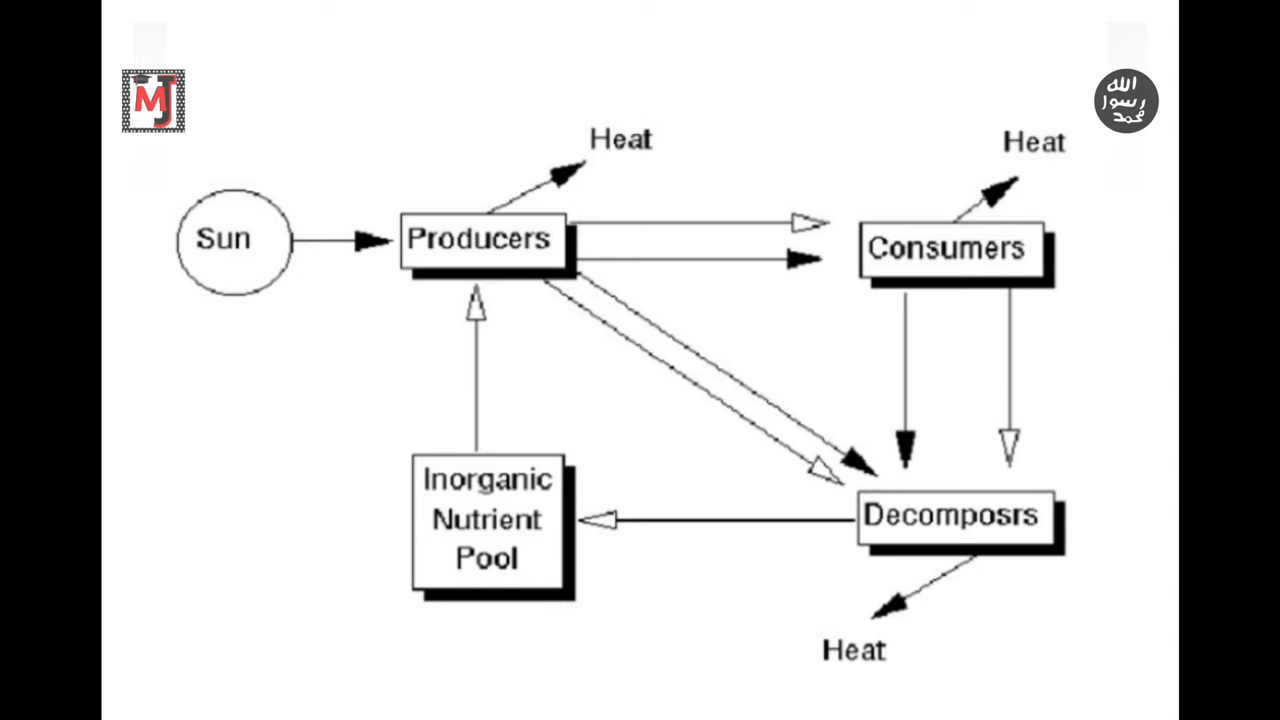 MJ
الله
رسول
محمد
Heat
Heat
Sun
Producers
Consumers
Inorganic
Nutrient
Pool
Decomposrs
Heat